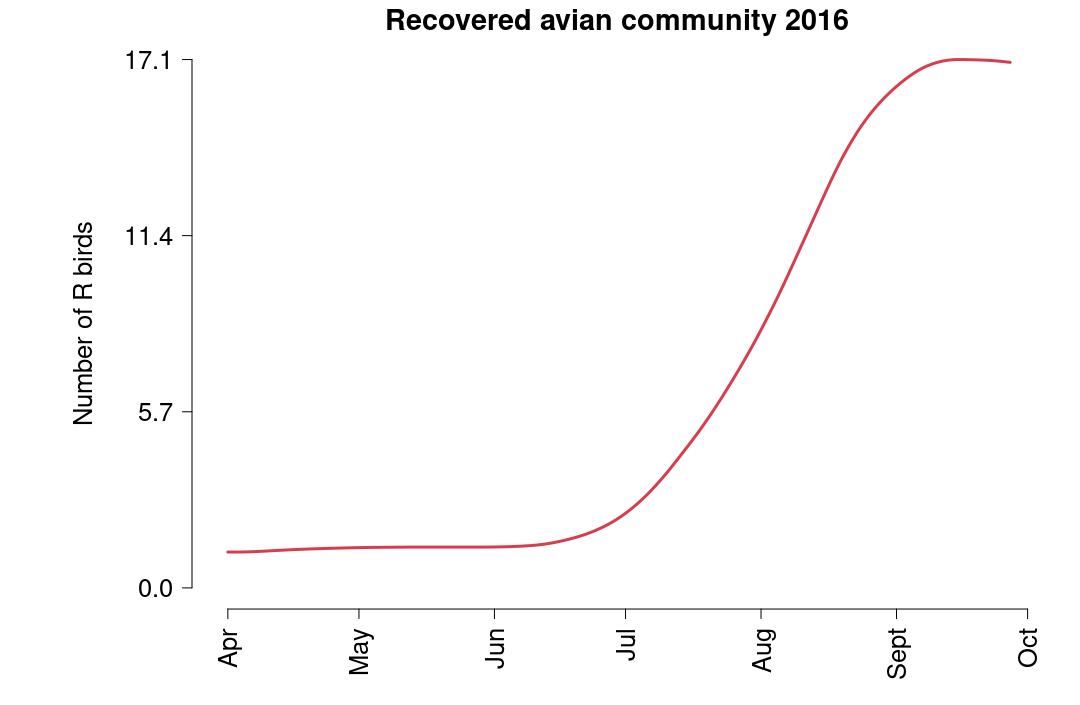 Recovered avian community 2016
Number of R birds
17.1
11.4
5.7
0.0
Apr
May
Jun
Jul
Aug
Sept
Oct